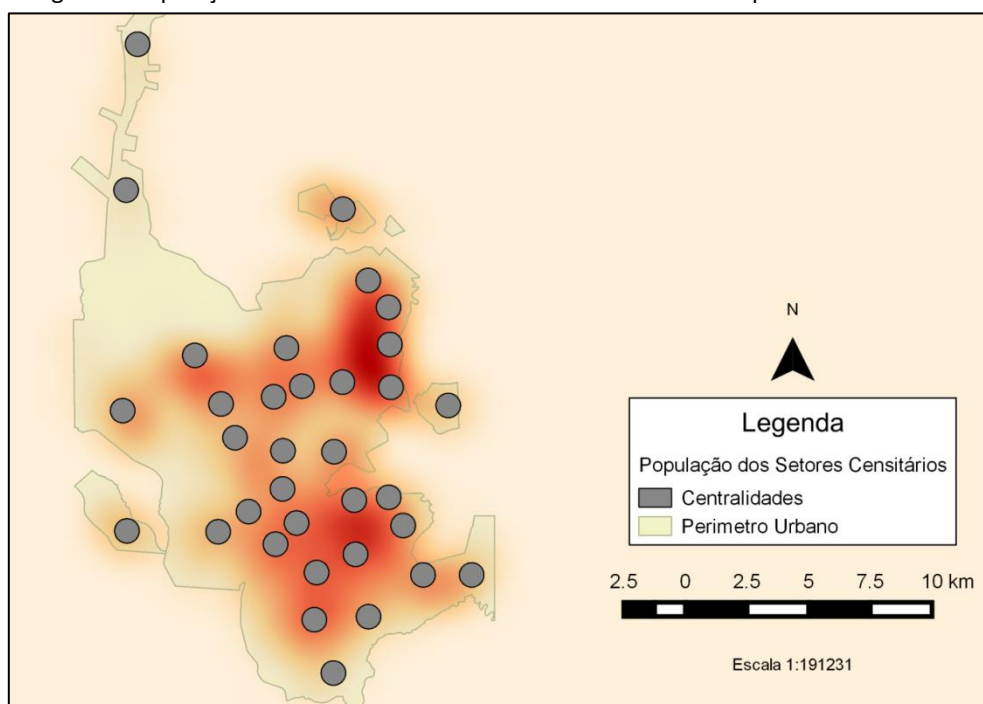 N
Legenda
População dos Setores Censitários
Centralidades
Perimetro Urbano
2.5 0 2.5 5 7.5 10 km
Escala 1:191231